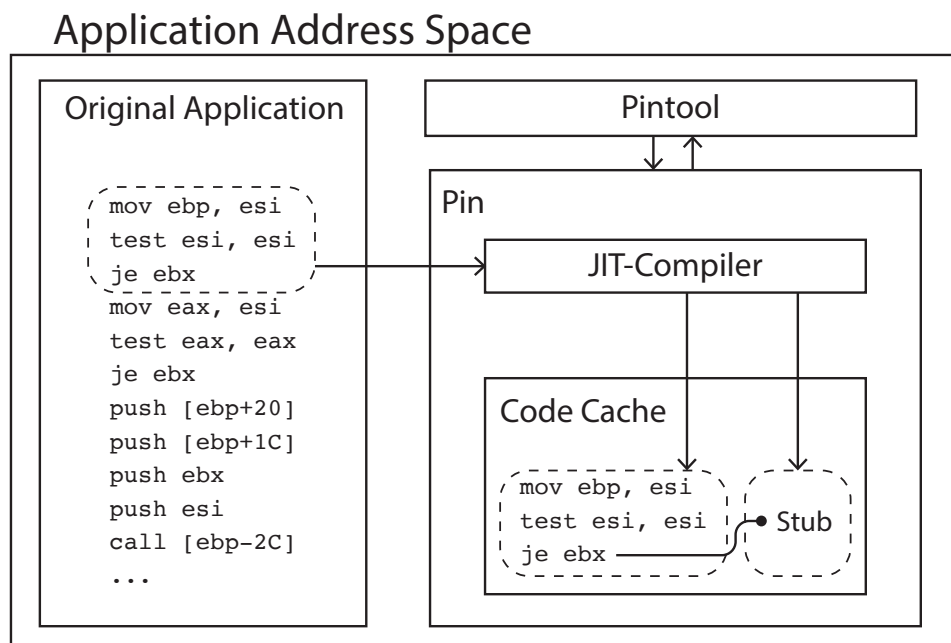 Application Address Space
Original Application
mov ebp, esi
test esi, esi
je ebx
mov eax, esi
test eax, eax
je ebx
push [ebp+20]
push [ebp+1C]
push ebx
push esi
call [ebp-2C]
...
Pintool
Pin
JIT-Compiler
Code Cache
mov ebp, esi
test esi, esi
je ebx
Stub